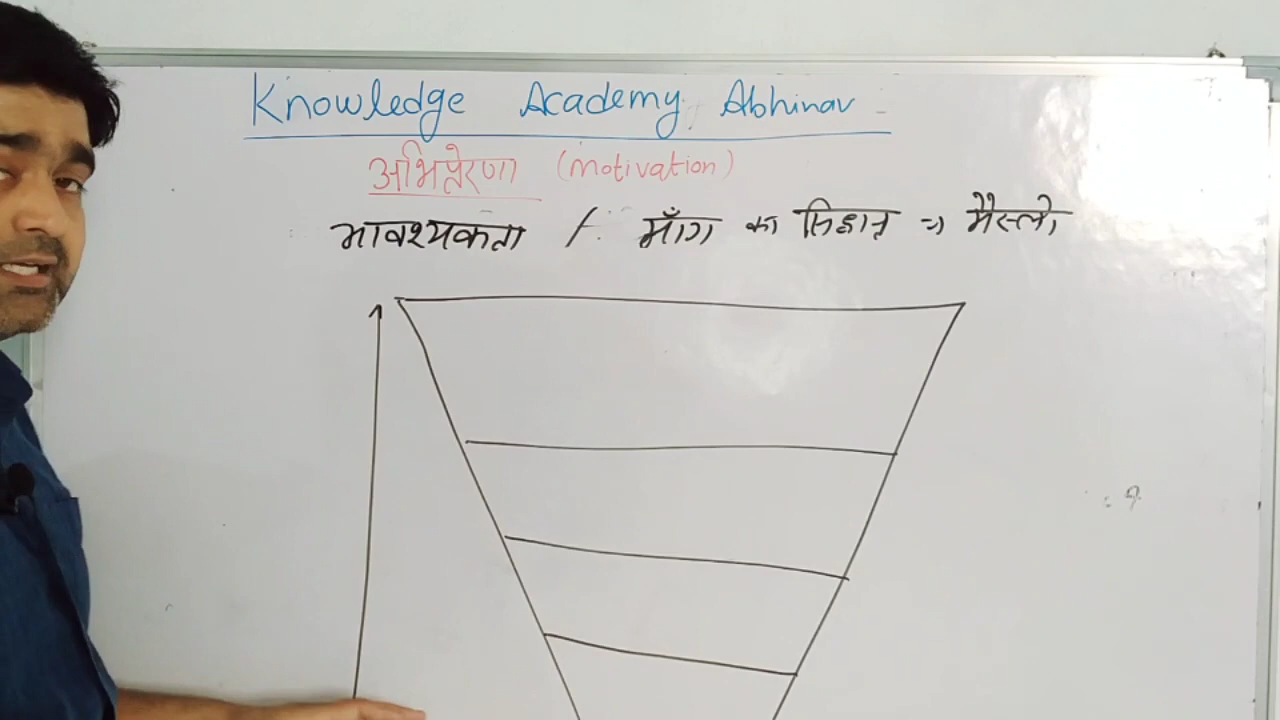 Knowledge Academy Abhinav
अभिप्रेरणा (motivation)
आवश्यकता / माँग का सिद्धान्त => मैस्लो